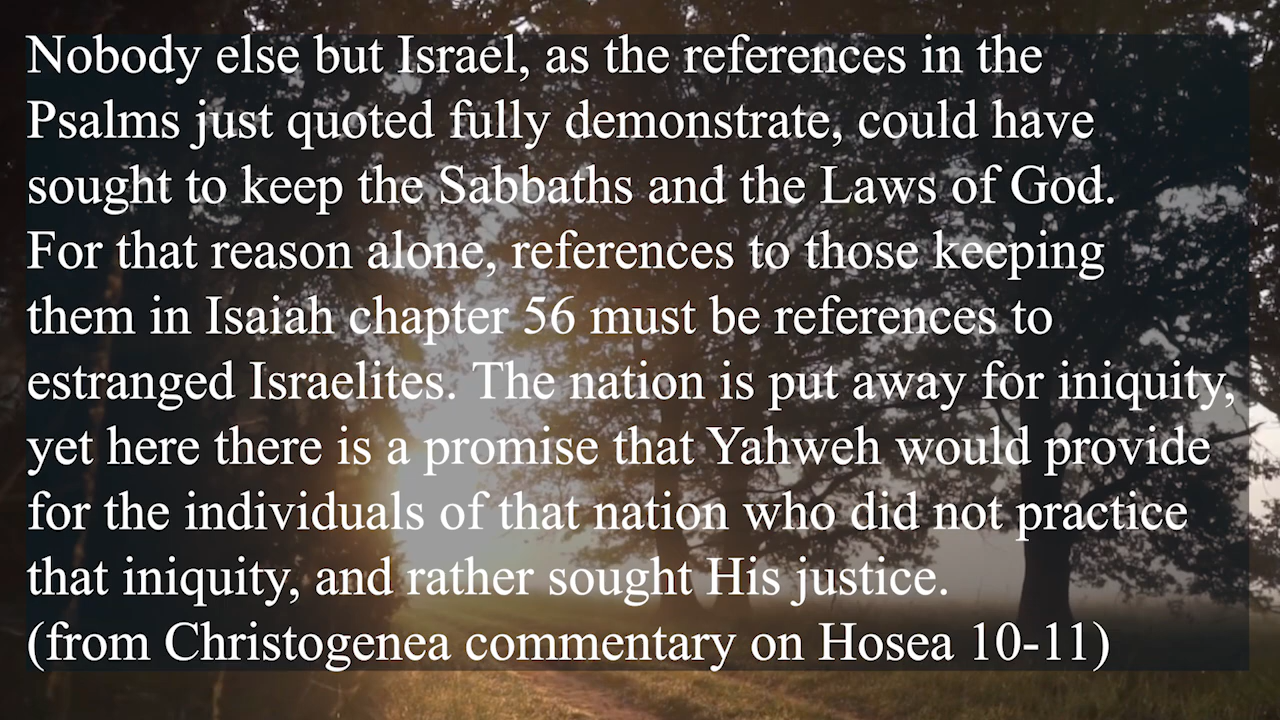 Nobody else but Israel, as the references in the
Psalms just quoted fully demonstrate, could have
sought to keep the Sabbaths and the Laws of God.
For that reason alone, references to those keeping
them in Isaiah chapter 56 must be references to
estranged Israelites. The nation is put away for iniquity,
yet here there is a promise that Yahweh would provide
for the individuals of that nation who did not practice
that iniquity, and rather sought His justice.
(from Christogenea commentary on Hosea 10-11)